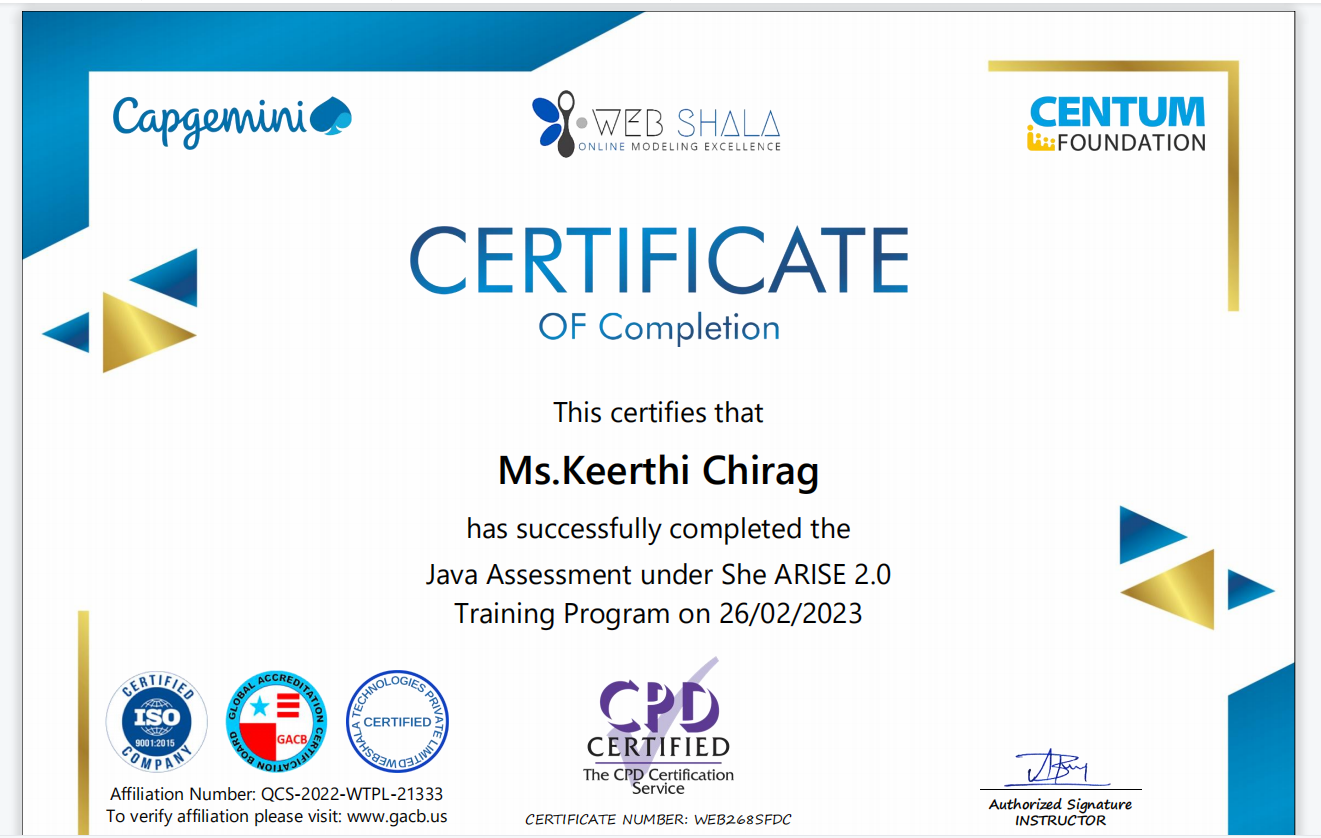 Capgemini
WEB SHALA
ONLINE MODELING EXCELLENCE
CENTUM
FOUNDATION
CERTIFICATE
OF Completion
This certifies that
Ms.Keerthi Chirag
has successfully completed the
Java Assessment under She ARISE 2.0
Training Program on 26/02/2023
CERTIFIED
ISO
9001:2015
COMPANY
GLOBAL ACCREDITATION CERTIFICATION BOARD
GACB
WEBSHALA TECHNOLOGIES PRIVATE LIMITED
CERTIFIED
CPD
CERTIFIED
The CPD Certification
Service
Affiliation Number: QCS-2022-WTPL-21333
To verify affiliation please visit: www.gacb.us
CERTIFICATE NUMBER: WEB268SFDC
Authorized Signature
INSTRUCTOR